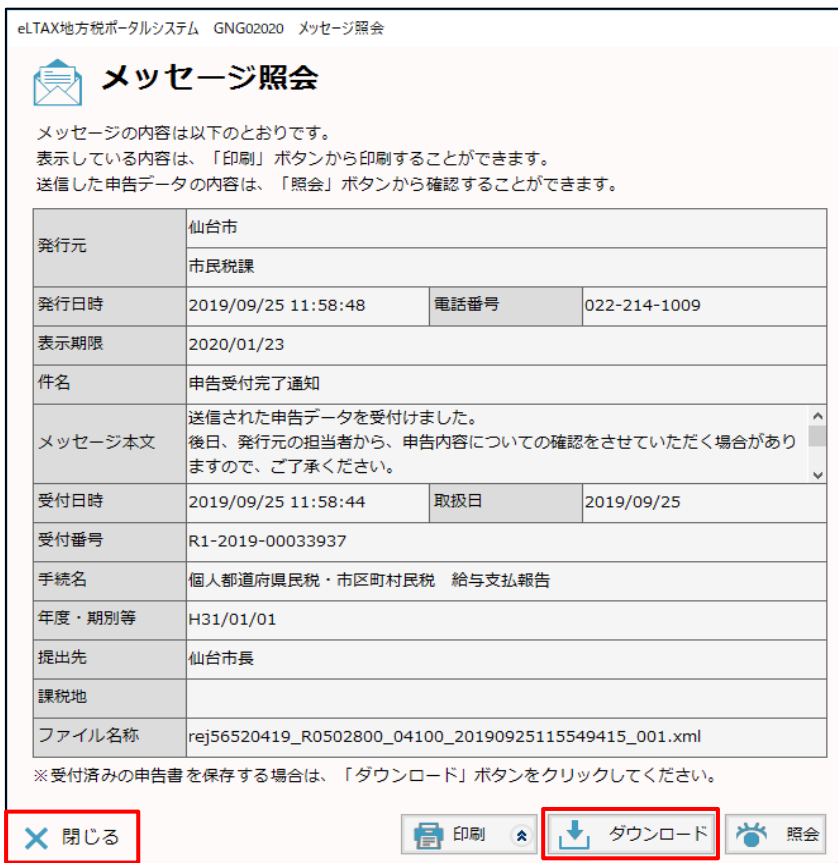 eLTAX地方税ポータルシステム　GNG02020　メッセージ照会
メッセージ照会
メッセージの内容は以下のとおりです。
表示している内容は、「印刷」ボタンから印刷することができます。
送信した申告データの内容は、「照会」ボタンから確認することができます。
発行元 仙台市
市民税課
発行日時 2019/09/25 11:58:48 電話番号 022-214-1009
表示期限 2020/01/23
件名 申告受付完了通知
メッセージ本文 送信された申告データを受付けました。
後日、発行元の担当者から、申告内容についての確認をさせていただく場合があり
ますので、ご了承ください。
受付日時 2019/09/25 11:58:44 取扱日 2019/09/25
受付番号 R1-2019-00033937
手続名 個人都道府県民税・市区町村民税　給与支払報告
年度・期別等 H31/01/01
提出先 仙台市長
課税地
ファイル名称 rej56520419_R0502800_04100_20190925115549415_001.xml
※受付済みの申告書を保存する場合は、「ダウンロード」ボタンをクリックしてください。
閉じる 印刷 ダウンロード 照会